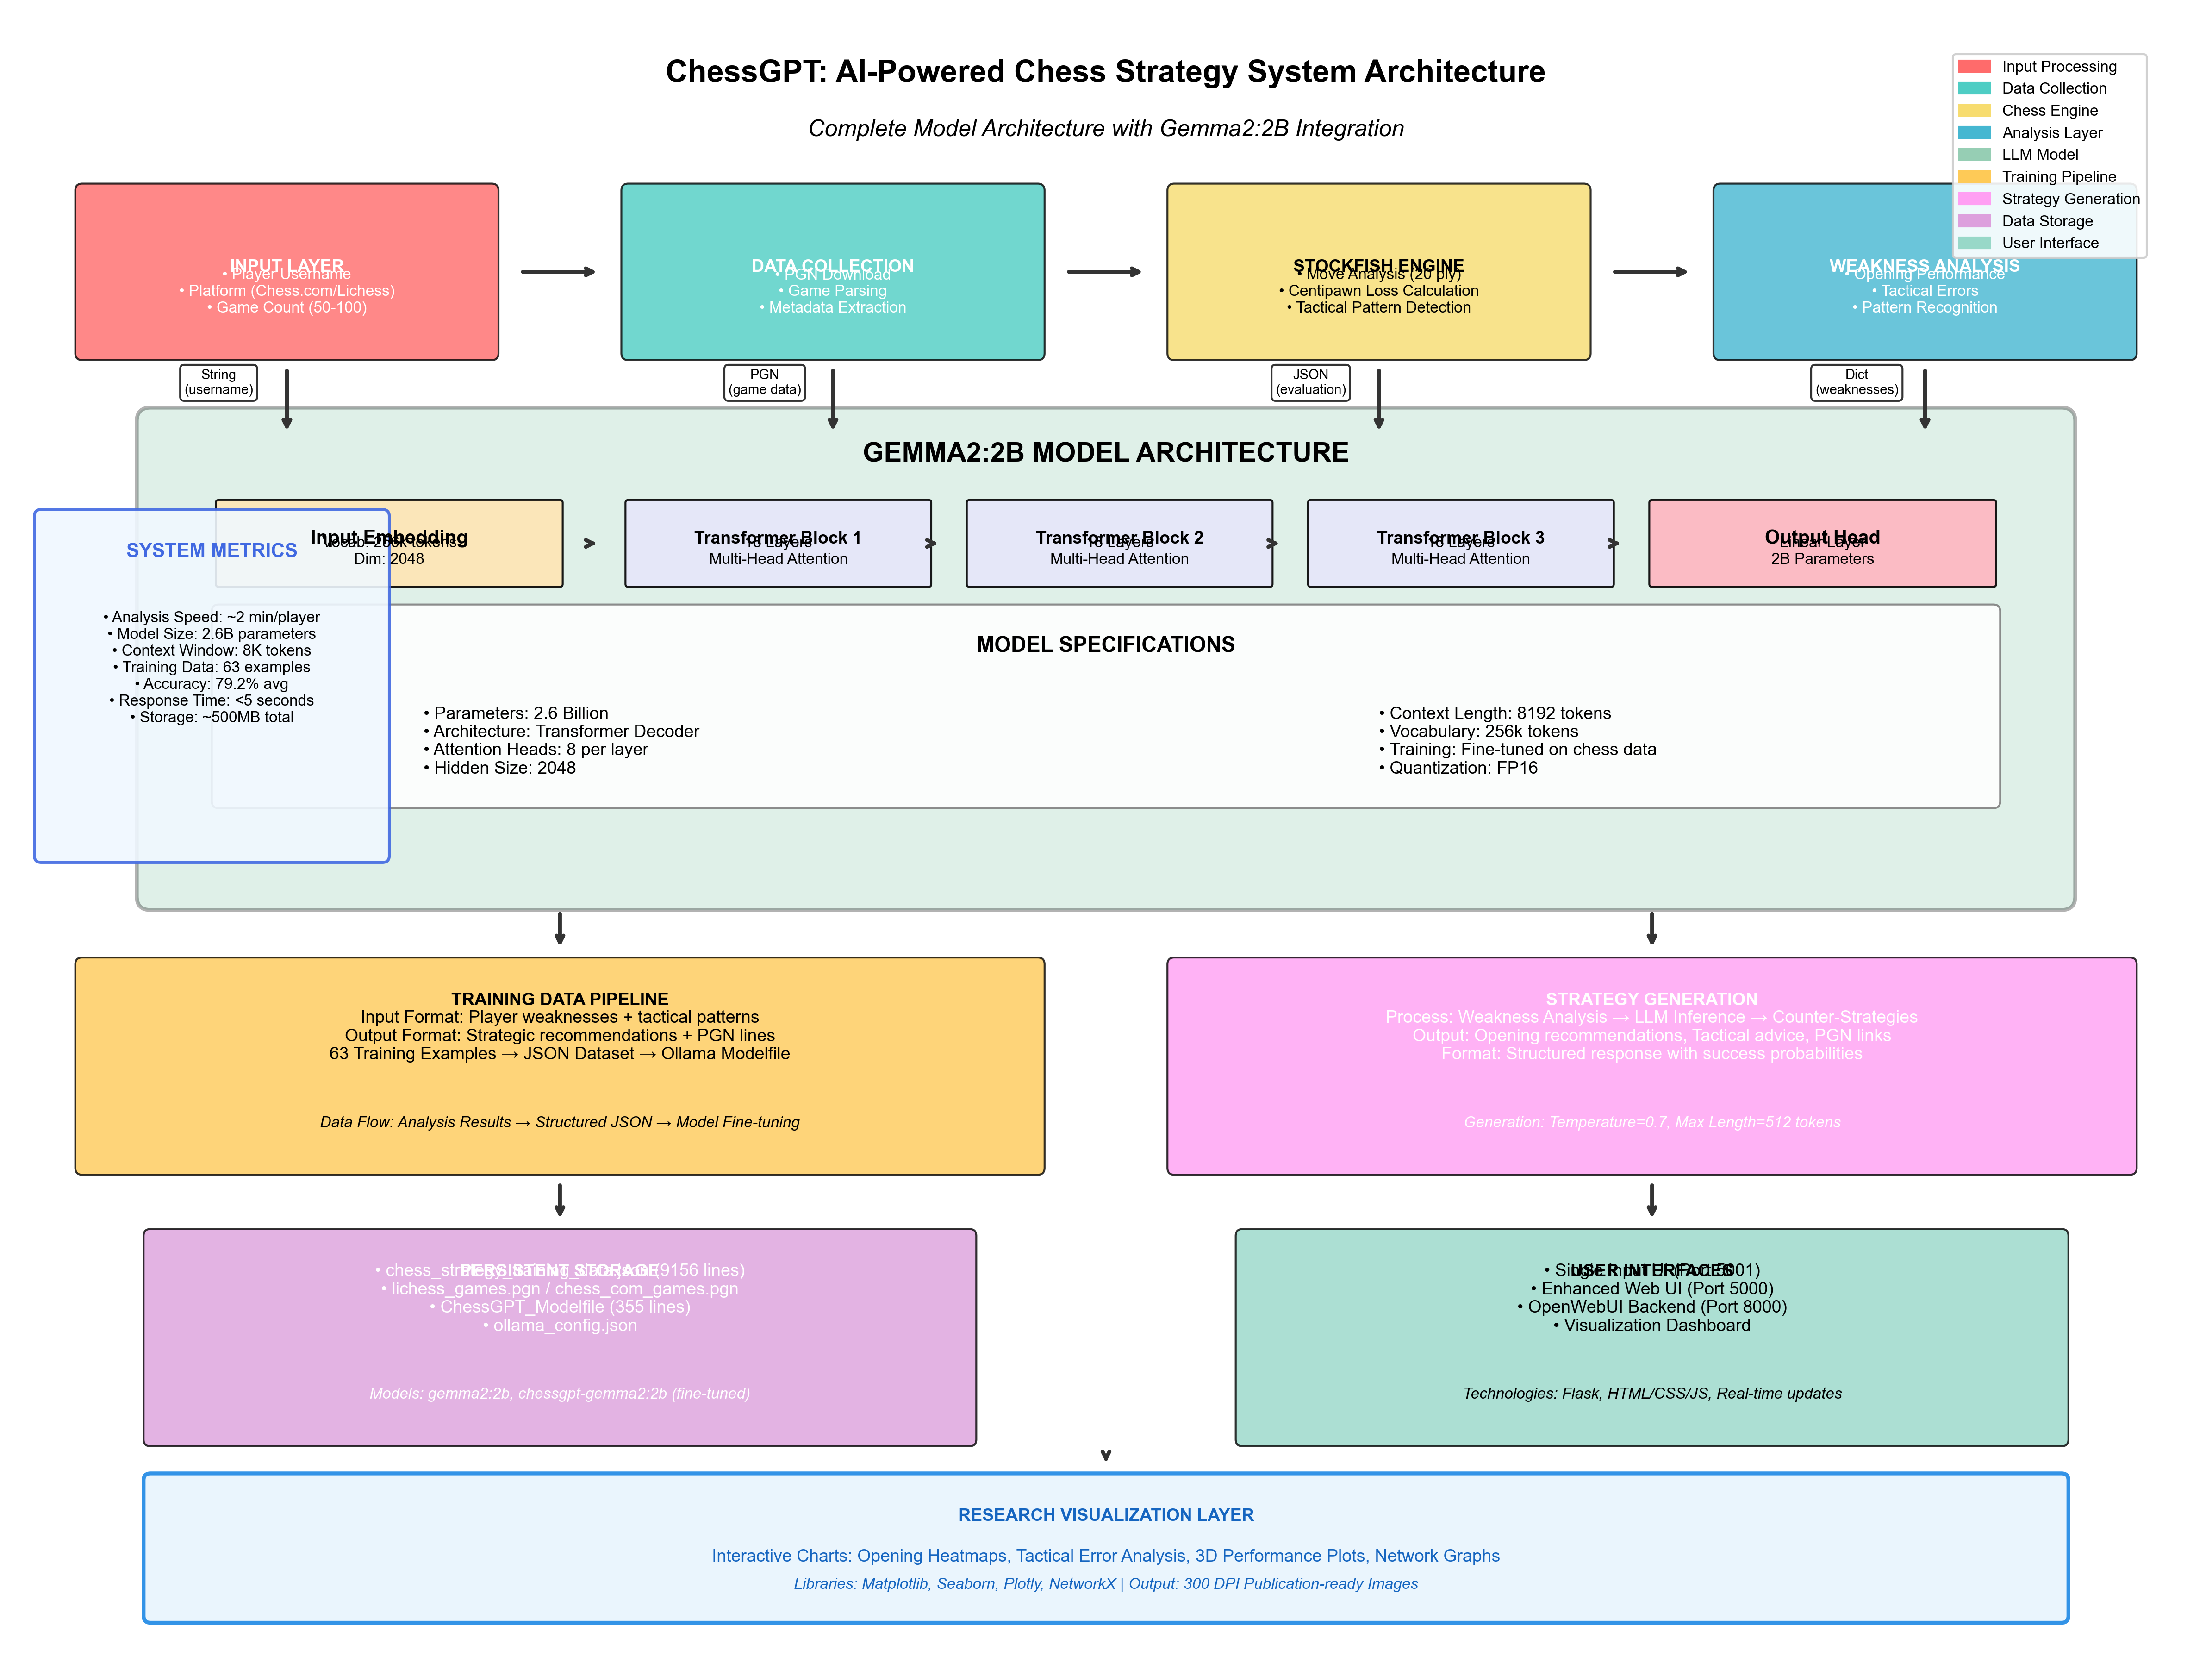 ChessGPT: AI-Powered Chess Strategy System Architecture
Complete Model Architecture with Gemma2:2B Integration
Input Processing
Data Collection
Chess Engine
Analysis Layer
LLM Model
Training Pipeline
Strategy Generation
Data Storage
User Interface
INPUT LAYER
• Player Username
• Platform (Chess.com/Lichess)
• Game Count (50-100)
DATA COLLECTION
• PGN Download
• Game Parsing
• Metadata Extraction
STOCKFISH ENGINE
• Move Analysis (20 ply)
• Centipawn Loss Calculation
• Tactical Pattern Detection
WEAKNESS ANALYSIS
• Opening Performance
• Tactical Errors
• Pattern Recognition
String
(username)
PGN
(game data)
JSON
(evaluation)
Dict
(weaknesses)
GEMMA2:2B MODEL ARCHITECTURE
Input Embedding
Vocab: 256k tokens
Dim: 2048
Transformer Block 1
Layers
Multi-Head Attention
Transformer Block 2
Layers
Multi-Head Attention
Transformer Block 3
Layers
Multi-Head Attention
Output Head
Linear Layer
2B Parameters
SYSTEM METRICS
• Analysis Speed: ~2 min/player
• Model Size: 2.6B parameters
• Context Window: 8K tokens
• Training Data: 63 examples
• Accuracy: 79.2% avg
• Response Time: <5 seconds
• Storage: ~500MB total
MODEL SPECIFICATIONS
• Parameters: 2.6 Billion
• Architecture: Transformer Decoder
• Attention Heads: 8 per layer
• Hidden Size: 2048
• Context Length: 8192 tokens
• Vocabulary: 256k tokens
• Training: Fine-tuned on chess data
• Quantization: FP16
TRAINING DATA PIPELINE
Input Format: Player weaknesses + tactical patterns
Output Format: Strategic recommendations + PGN lines
63 Training Examples → JSON Dataset → Ollama Modelfile
Data Flow: Analysis Results → Structured JSON → Model Fine-tuning
STRATEGY GENERATION
Process: Weakness Analysis → LLM Inference → Counter-Strategies
Output: Opening recommendations, Tactical advice, PGN links
Format: Structured response with success probabilities
Generation: Temperature=0.7, Max Length=512 tokens
PERSISTENT STORAGE
• chess_strategy_training_data.json (9156 lines)
• lichess_games.pgn / chess_com_games.pgn
• ChessGPT_Modelfile (355 lines)
• ollama_config.json
Models: gemma2:2b, chessgpt-gemma2:2b (fine-tuned)
USER INTERFACES
• Single Input UI (Port 5001)
• Enhanced Web UI (Port 5000)
• OpenWebUI Backend (Port 8000)
• Visualization Dashboard
Technologies: Flask, HTML/CSS/JS, Real-time updates
RESEARCH VISUALIZATION LAYER
Interactive Charts: Opening Heatmaps, Tactical Error Analysis, 3D Performance Plots, Network Graphs
Libraries: Matplotlib, Seaborn, Plotly, NetworkX | Output: 300 DPI Publication-ready Images